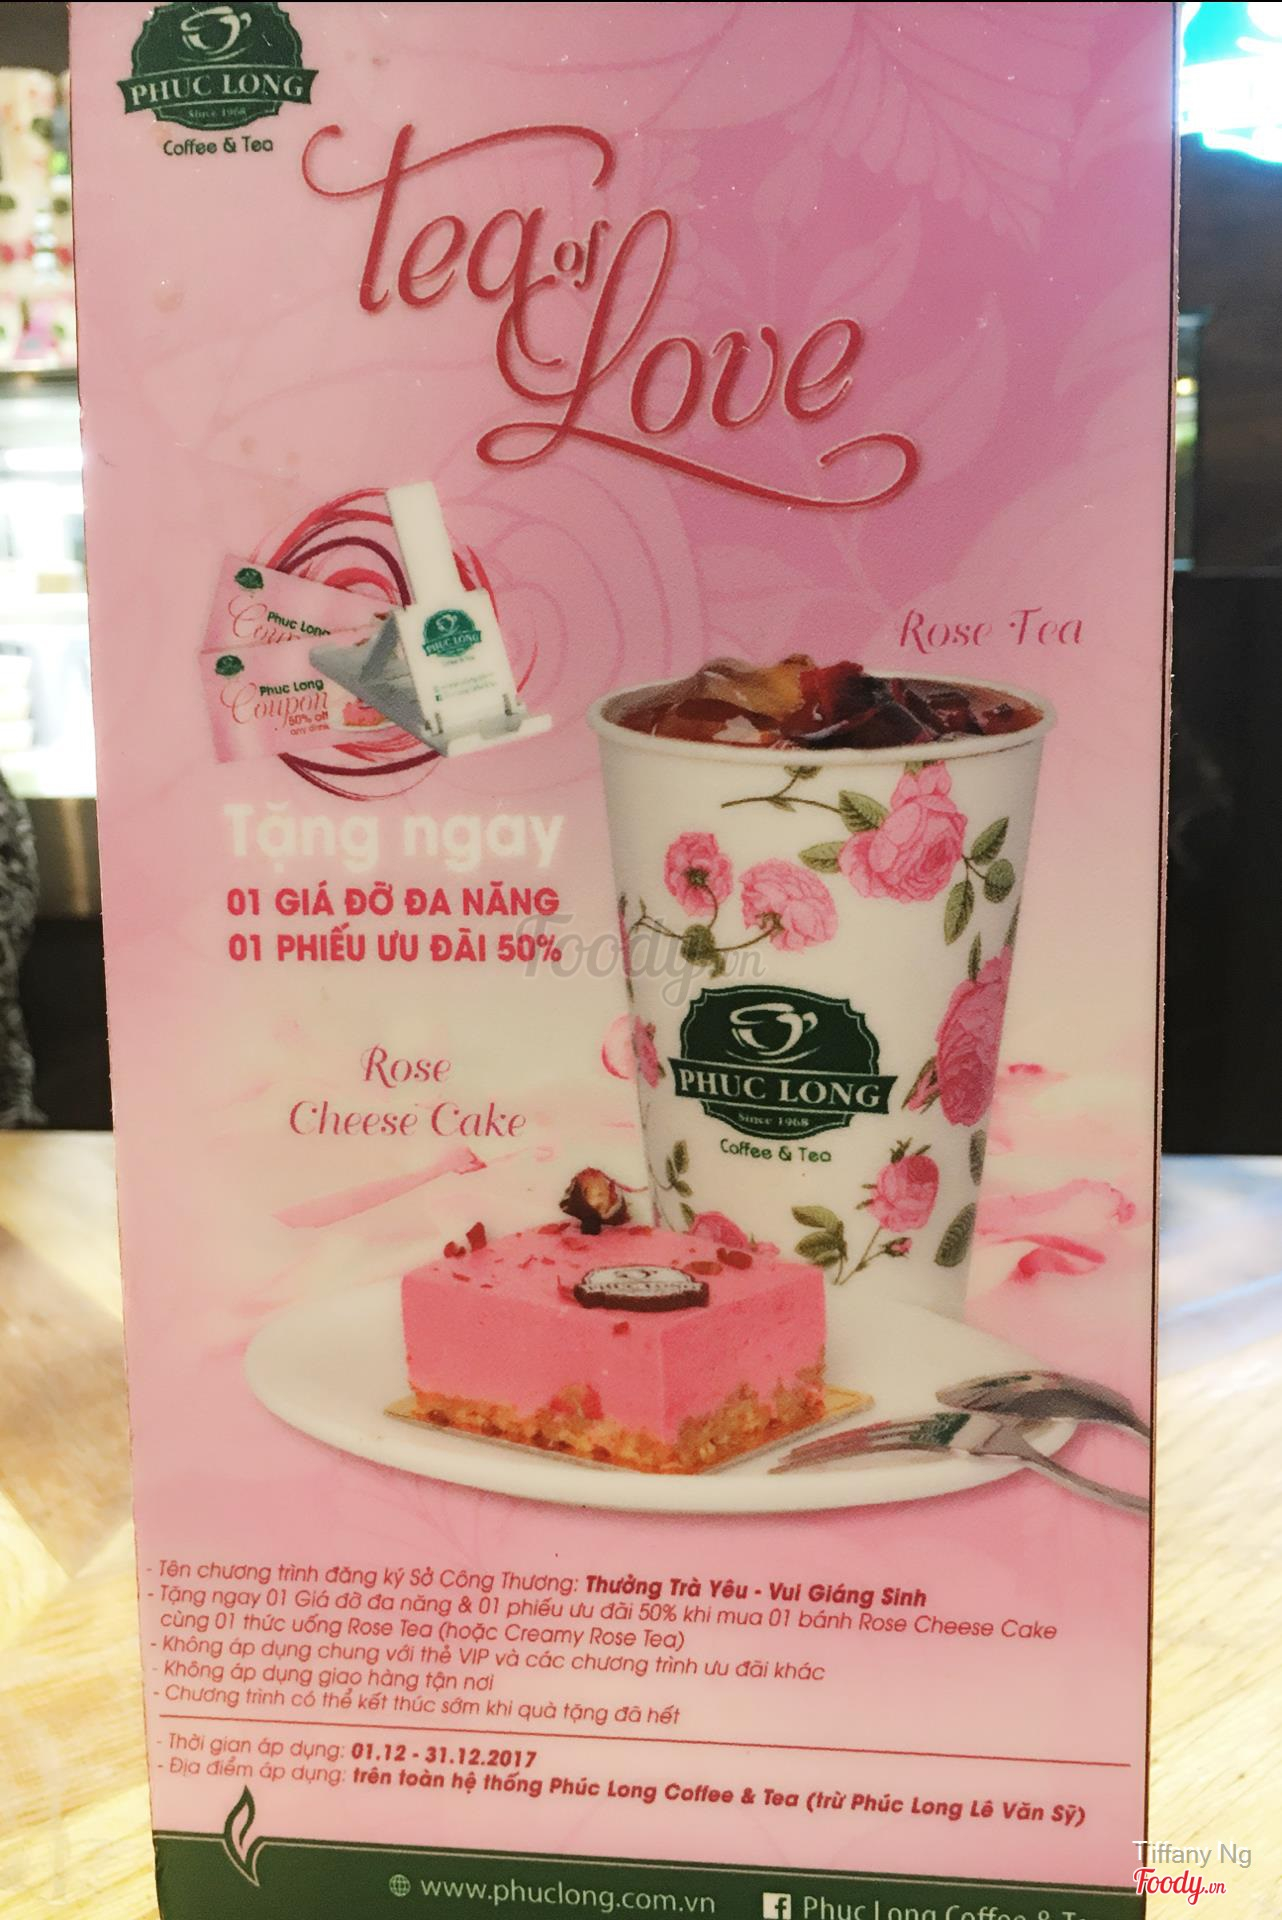 PHUC LONG
Since 1968
Coffee & Tea
Tea of
Love
Phuc Long
Phuc Long
Coupon
50% off
any drink
PHUC LONG
Coffee & Tea
Rose Tea
Tặng ngay
01 GIÁ ĐỠ ĐA NĂNG
01 PHIẾU ƯU ĐÃI 50%
Foody.vn
Rose
Cheese Cake
PHUC LONG
Since 1968
Coffee & Tea
PHUC LONG
- Tên chương trình đăng ký Sở Công Thương: Thưởng Trà Yêu - Vui Giáng Sinh
- Tặng ngay 01 Giá đỡ đa năng & 01 phiếu ưu đãi 50% khi mua 01 bánh Rose Cheese Cake
cùng 01 thức uống Rose Tea (hoặc Creamy Rose Tea)
- Không áp dụng chung với thẻ VIP và các chương trình ưu đãi khác
- Không áp dụng giao hàng tận nơi
- Chương trình có thể kết thúc sớm khi quà tặng đã hết
- Thời gian áp dụng: 01.12 - 31.12.2017
- Địa điểm áp dụng: trên toàn hệ thống Phúc Long Coffee & Tea (trừ Phúc Long Lê Văn Sỹ)
www.phuclong.com.vn
Phuc Long Coffee & T
Tiffany Ng
Foody.vn